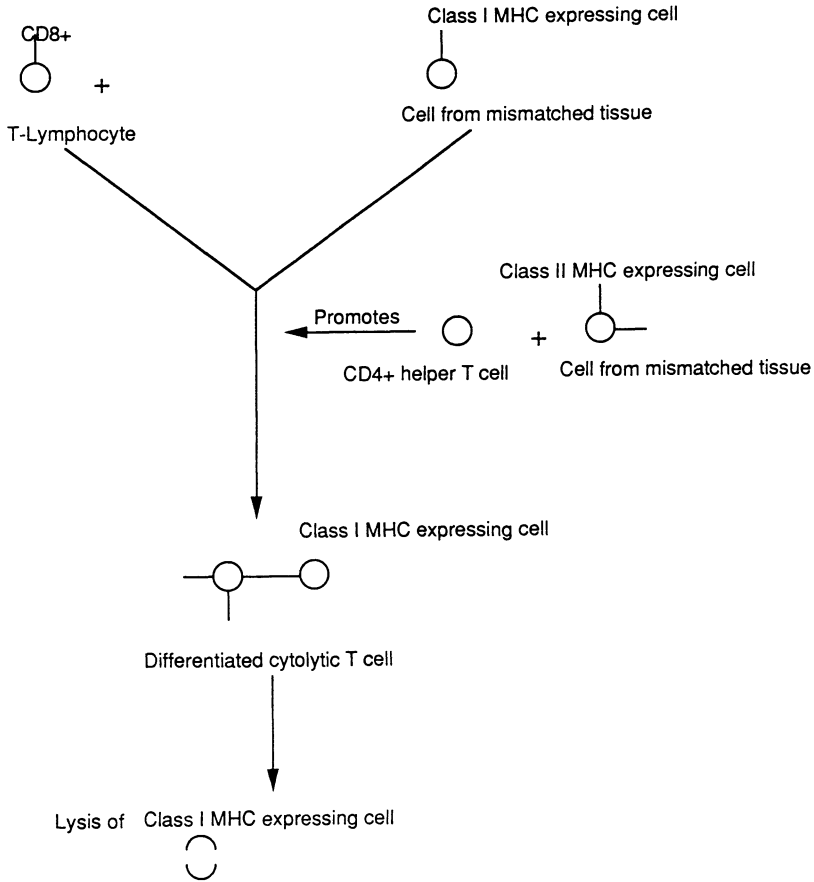 CD8+
+
T-Lymphocyte
Class I MHC expressing cell
Cell from mismatched tissue
Class II MHC expressing cell
Promotes
+
CD4+ helper T cell
Cell from mismatched tissue
Class I MHC expressing cell
Differentiated cytolytic T cell
Lysis of Class I MHC expressing cell